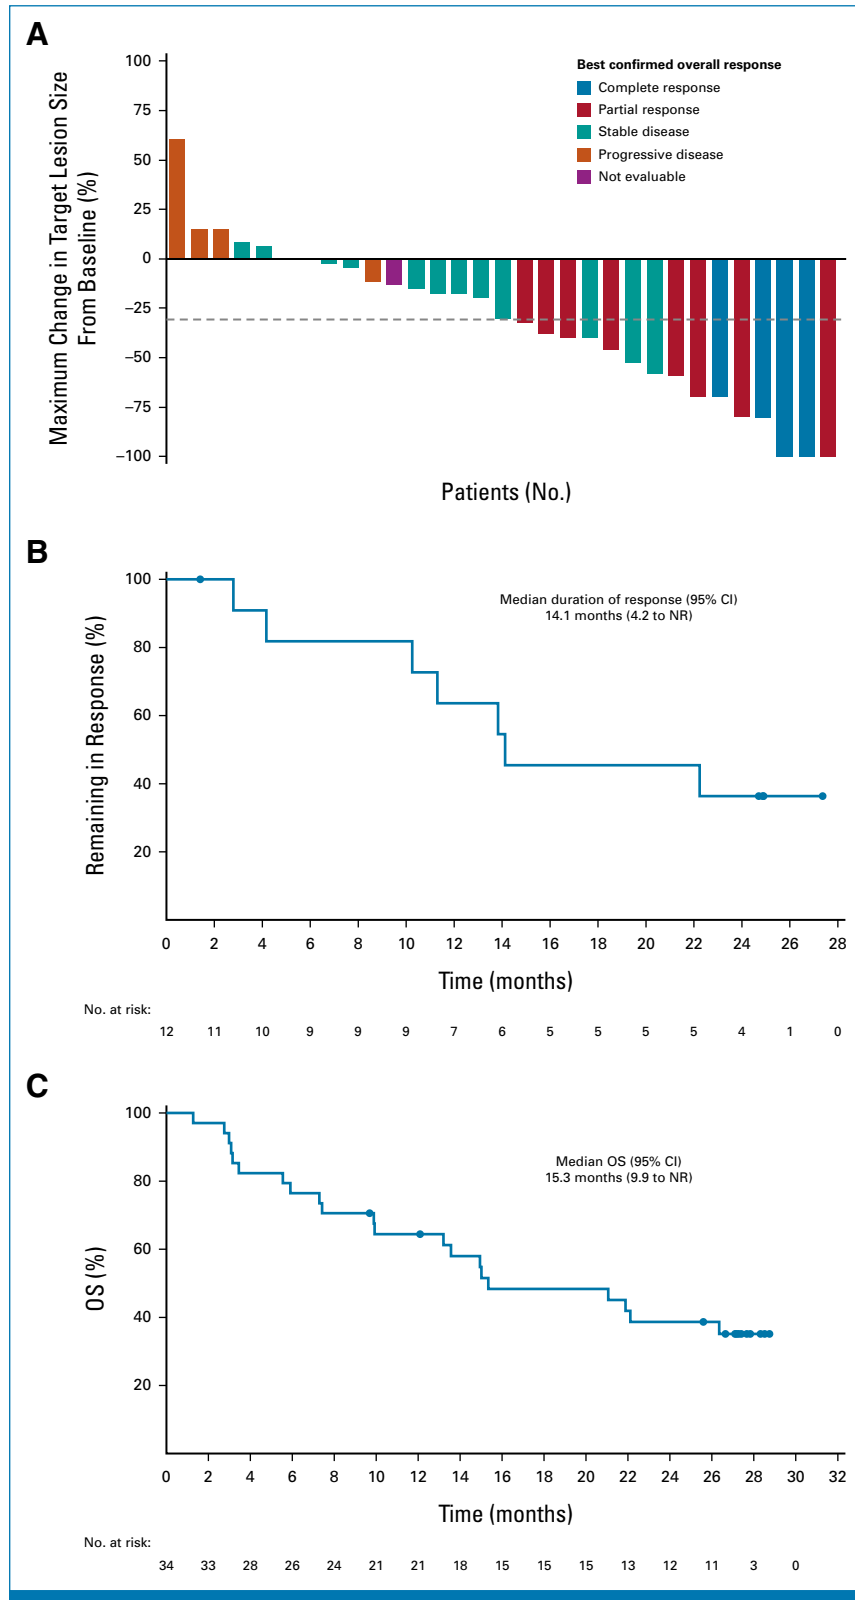 A
Maximum Change in Target Lesion Size
From Baseline (%)
100
75
50
25
0
−25
−50
−75
−100
Best confirmed overall response
Complete response
Partial response
Stable disease
Progressive disease
Not evaluable
Patients (No.)
B
Remaining in Response (%)
100
80
60
40
20
Median duration of response (95% CI)
14.1 months (4.2 to NR)
0 2 4 6 8 10 12 14 16 18 20 22 24 26 28
Time (months)
No. at risk:
12 11 10 9 9 9 7 6 5 5 5 5 4 1 0
C
OS (%)
100
80
60
40
20
Median OS (95% CI)
15.3 months (9.9 to NR)
0 2 4 6 8 10 12 14 16 18 20 22 24 26 28 30 32
Time (months)
No. at risk:
34 33 28 26 24 21 21 18 15 15 15 13 12 11 3 0